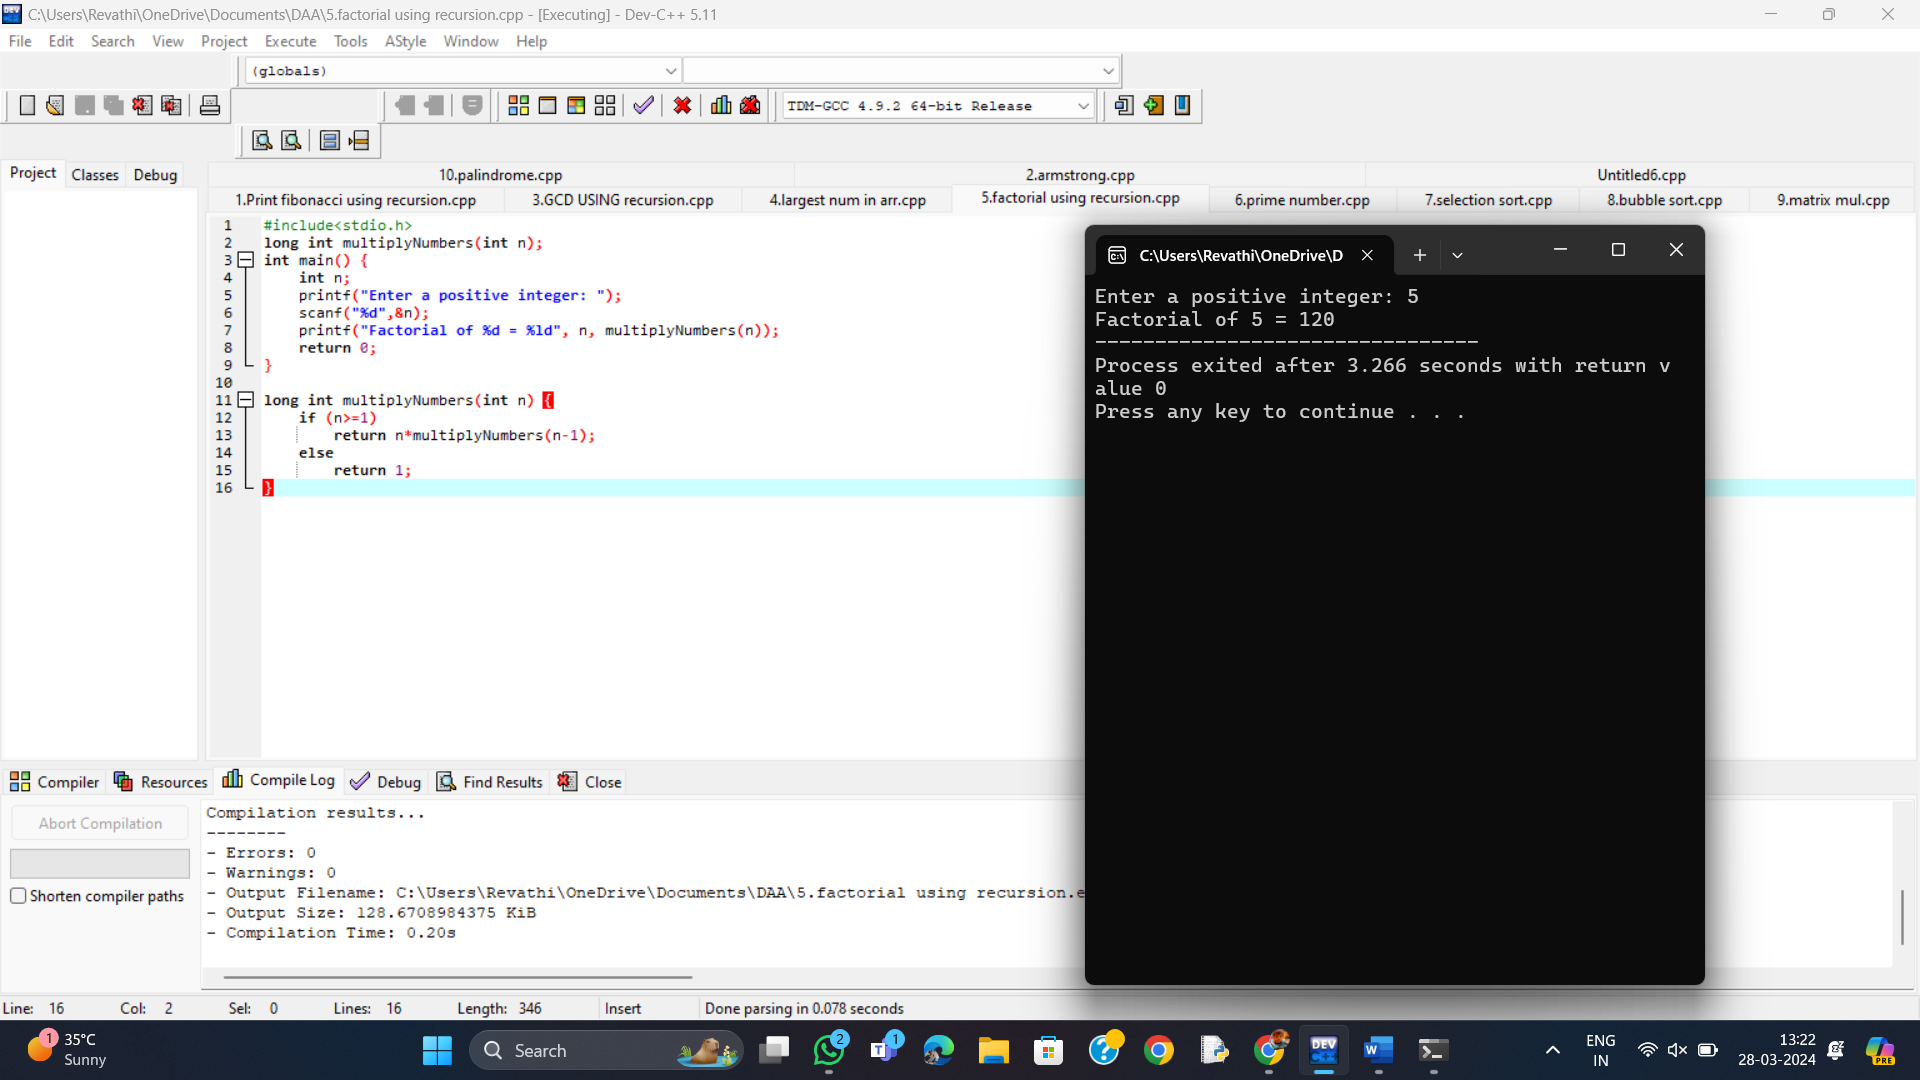 C:\Users\Revathi\OneDrive\Documents\DAA\5.factorial using recursion.cpp - [Executing] - Dev-C++ 5.11
File Edit Search View Project Execute Tools AStyle Window Help
(globals)
TDM-GCC 4.9.2 64-bit Release
Project Classes Debug
10.palindrome.cpp 2.armstrong.cpp Untitled6.cpp
1.Print fibonacci using recursion.cpp 3.GCD USING recursion.cpp 4.largest num in arr.cpp 5.factorial using recursion.cpp 6.prime number.cpp 7.selection sort.cpp 8.bubble sort.cpp 9.matrix mul.cpp
1 #include<stdio.h>
2 long int multiplyNumbers(int n);
3 int main() {
4 int n;
5 printf("Enter a positive integer: ");
6 scanf("%d",&n);
7 printf("Factorial of %d = %ld", n, multiplyNumbers(n));
8 return 0;
9 }
10
11 long int multiplyNumbers(int n) {
12 if (n>=1)
13 return n*multiplyNumbers(n-1);
14 else
15 return 1;
16 }
C:\Users\Revathi\OneDrive\D
Enter a positive integer: 5
Factorial of 5 = 120
--------------------------------
Process exited after 3.266 seconds with return v
alue 0
Press any key to continue . . .
Compiler Resources Compile Log Debug Find Results Close
Abort Compilation
Shorten compiler paths
Compilation results...
--------
- Errors: 0
- Warnings: 0
- Output Filename: C:\Users\Revathi\OneDrive\Documents\DAA\5.factorial using recursion.e
- Output Size: 128.6708984375 KiB
- Compilation Time: 0.20s
Line: 16 Col: 2 Sel: 0 Lines: 16 Length: 346 Insert Done parsing in 0.078 seconds
1 35°C
Sunny
Search
2
1
DEV
W
PRE
ENG
IN
13:22
28-03-2024